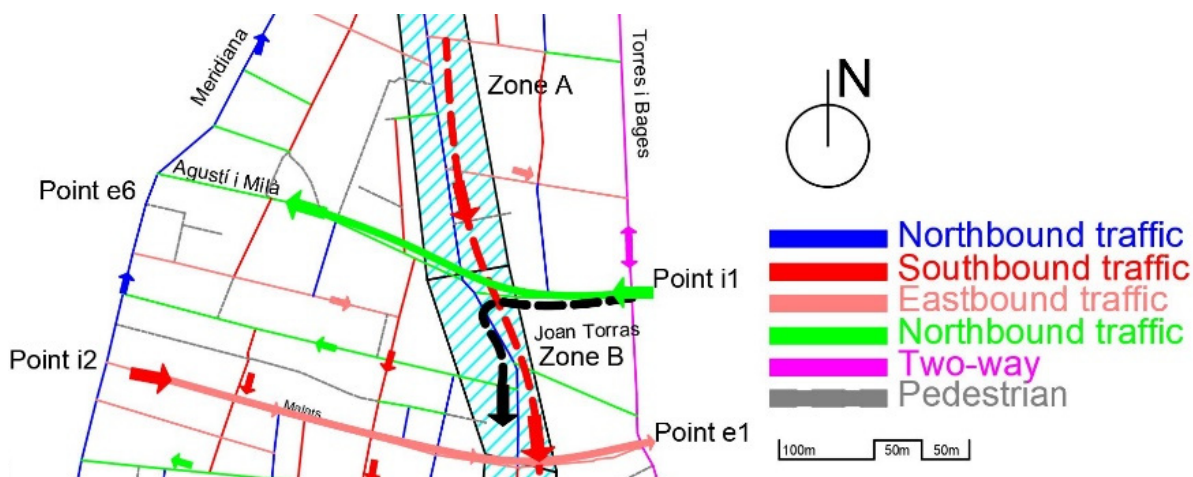 Meridiana
Zone A
Torres i Bages
N
Agustí i Milà
Point e6
Northbound traffic
Southbound traffic
Eastbound traffic
Northbound traffic
Two-way
Pedestrian
Point i1
Joan Torras
Zone B
Point i2
Malats
Point e1
100m 50m 50m